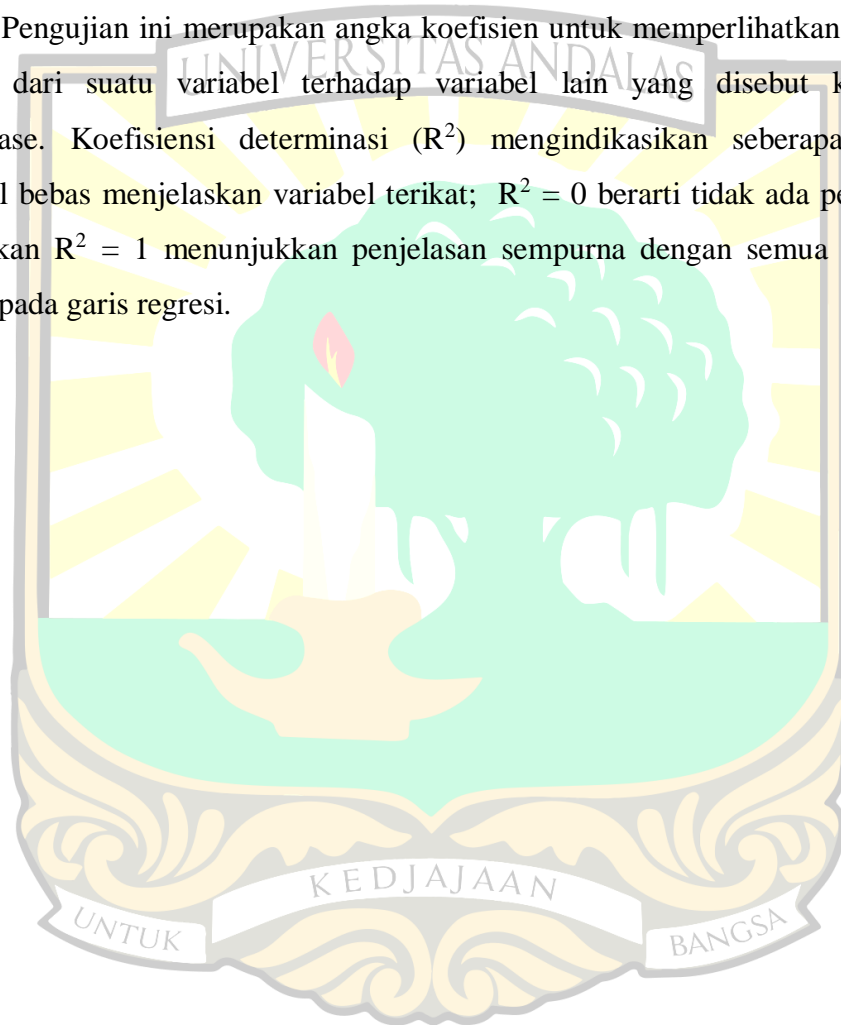 Pengujian ini merupakan angka koefisien untuk memperlihatkan
UNIVERSITAS ANDALAS
dari suatu variabel terhadap variabel lain yang disebut k
ase. Koefisiensi determinasi (R²) mengindikasikan seberapa
l bebas menjelaskan variabel terikat; R² = 0 berarti tidak ada pe
kan R² = 1 menunjukkan penjelasan sempurna dengan semua
pada garis regresi.
KEDJAJAAN
UNTUK
BANGSA